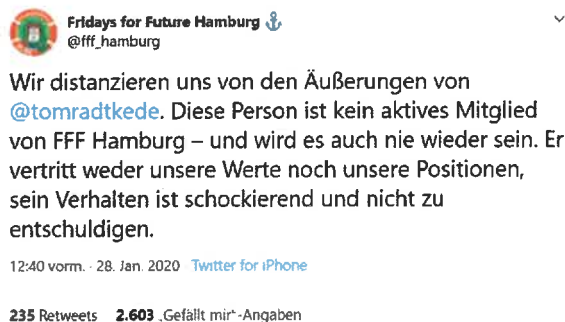 Fridays for Future Hamburg ⚓
@fff_hamburg
Wir distanzieren uns von den Äußerungen von
@tomradtkede. Diese Person ist kein aktives Mitglied
von FFF Hamburg – und wird es auch nie wieder sein. Er
vertritt weder unsere Werte noch unsere Positionen,
sein Verhalten ist schockierend und nicht zu
entschuldigen.
12:40 vorm. · 28. Jan. 2020 Twitter for iPhone
235 Retweets 2.603 „Gefällt mir“-Angaben